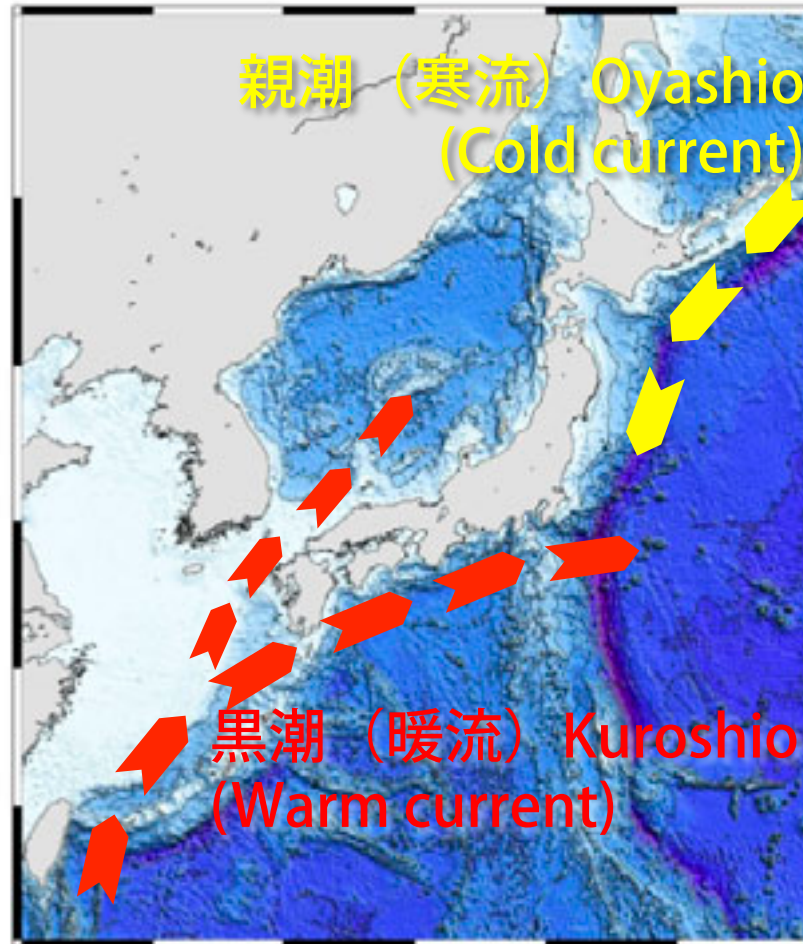 親潮（寒流）Oyashio
(Cold current)
黒潮（暖流）Kuroshio
(Warm current)